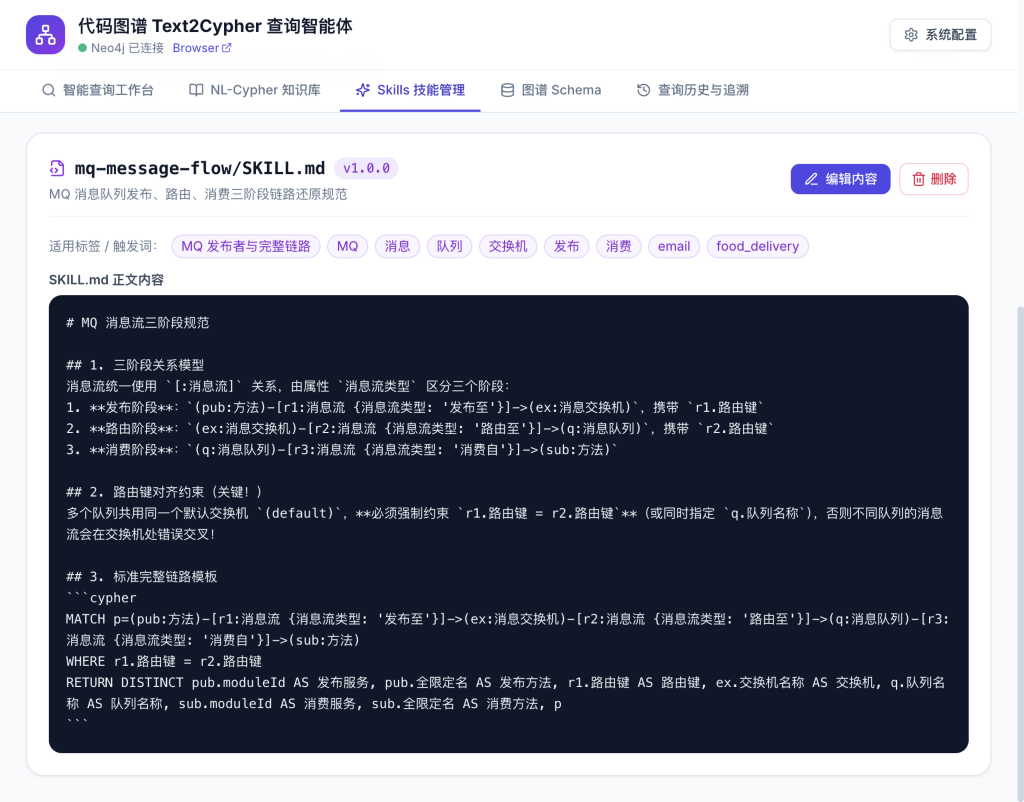 代码图谱 Text2Cypher 查询智能体
Neo4j 已连接 Browser
系统配置
智能查询工作台
NL-Cypher 知识库
Skills 技能管理
图谱 Schema
查询历史与追溯
mq-message-flow/SKILL.md v1.0.0
MQ 消息队列发布、路由、消费三阶段链路还原规范
编辑内容
删除
适用标签 / 触发词： MQ 发布者与完整链路 MQ 消息 队列 交换机 发布 消费 email food_delivery
SKILL.md 正文内容
# MQ 消息流三阶段规范
## 1. 三阶段关系模型
消息流统一使用 `[:消息流]` 关系，由属性 `消息流类型` 区分三个阶段：
1. **发布阶段**：`(pub:方法)-[r1:消息流 {消息流类型: '发布至'}]->(ex:消息交换机)`，携带 `r1.路由键`
2. **路由阶段**：`(ex:消息交换机)-[r2:消息流 {消息流类型: '路由至'}]->(q:消息队列)`，携带 `r2.路由键`
3. **消费阶段**：`(q:消息队列)-[r3:消息流 {消息流类型: '消费自'}]->(sub:方法)`
## 2. 路由键对齐约束（关键！）
多个队列共用同一个默认交换机 `(default)`，**必须强制约束 `r1.路由键 = r2.路由键`**（或同时指定 `q.队列名称`），否则不同队列的消息
流会在交换机处错误交叉！
## 3. 标准完整链路模板
```cypher
MATCH p=(pub:方法)-[r1:消息流 {消息流类型: '发布至'}]->(ex:消息交换机)-[r2:消息流 {消息流类型: '路由至'}]->(q:消息队列)-[r3:
消息流 {消息流类型: '消费自'}]->(sub:方法)
WHERE r1.路由键 = r2.路由键
RETURN DISTINCT pub.moduleId AS 发布服务, pub.全限定名 AS 发布方法, r1.路由键 AS 路由键, ex.交换机名称 AS 交换机, q.队列名
称 AS 队列名称, sub.moduleId AS 消费服务, sub.全限定名 AS 消费方法, p
```